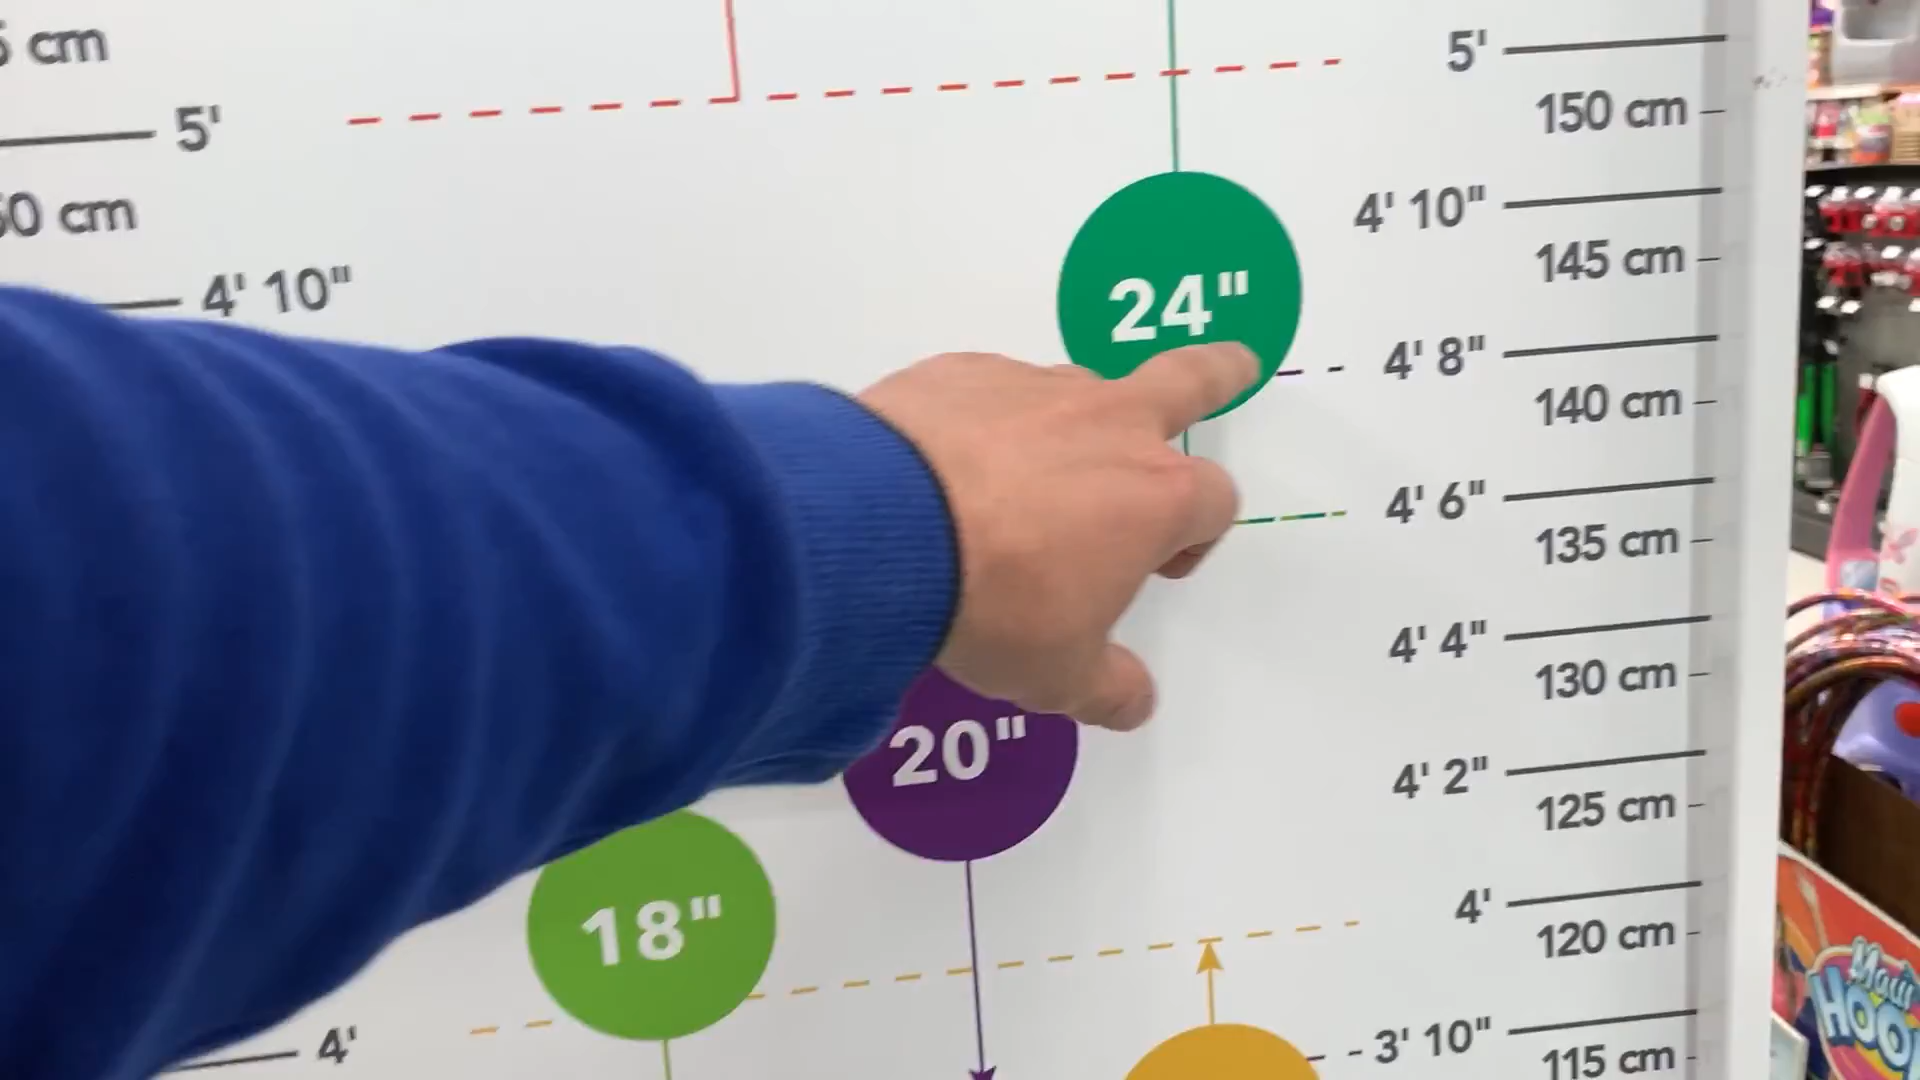 cm
5'
5'
150 cm
cm
4' 10"
4' 10"
145 cm
24"
4' 8"
140 cm
4' 6"
135 cm
4' 4"
130 cm
20"
4' 2"
125 cm
18"
4'
120 cm
4'
3' 10"
115 cm
Maui